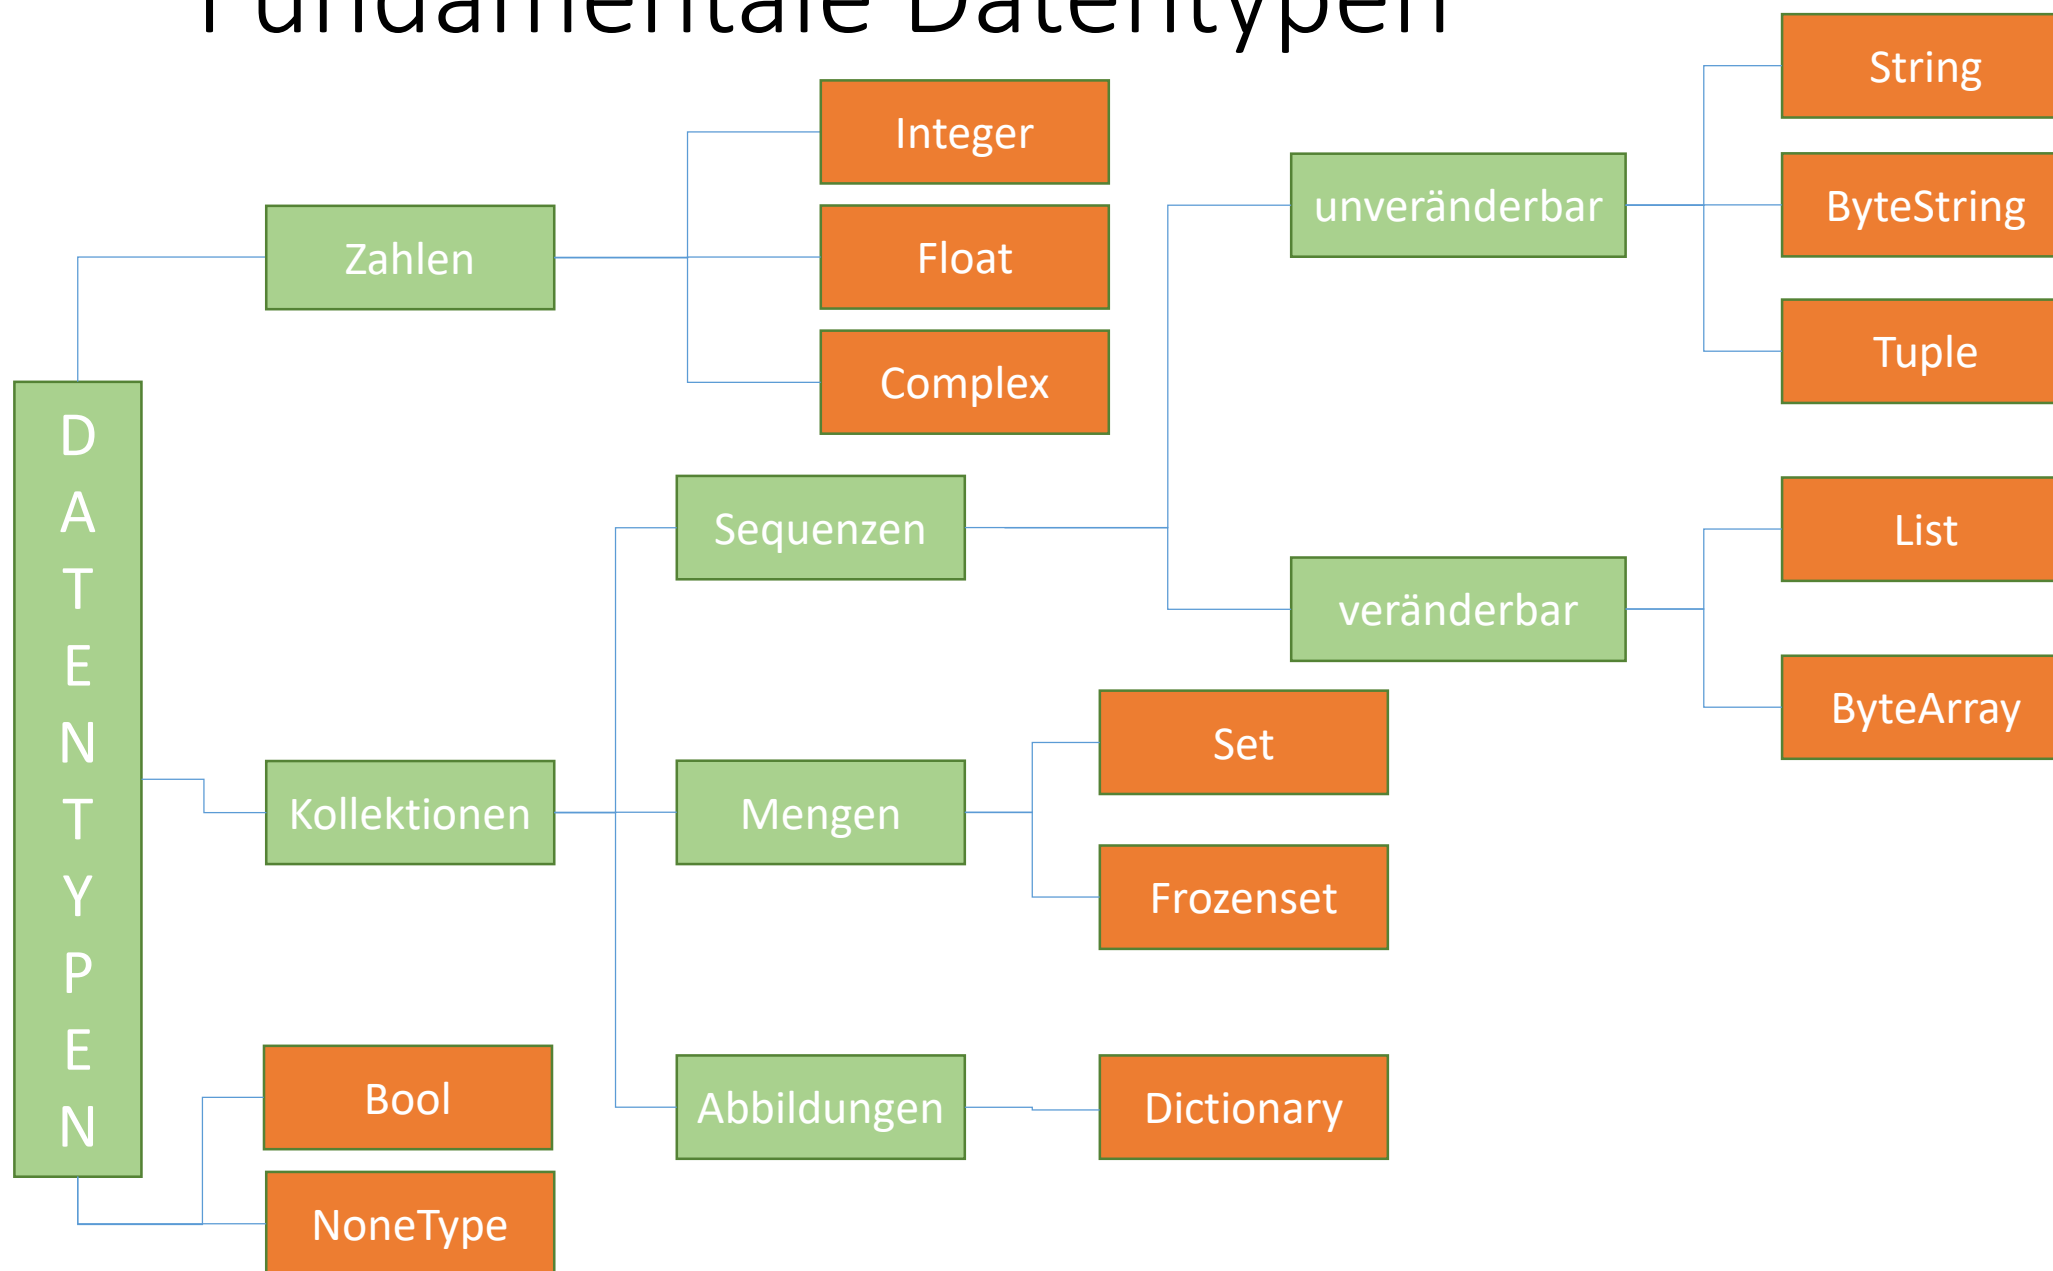 Fundamentale Datentypen
String
Integer
unveränderbar
ByteString
Zahlen
Float
Tuple
Complex
DATENTYPEN
Sequenzen
List
veränderbar
ByteArray
Set
Kollektionen
Mengen
Frozenset
Bool
Abbildungen
Dictionary
NoneType